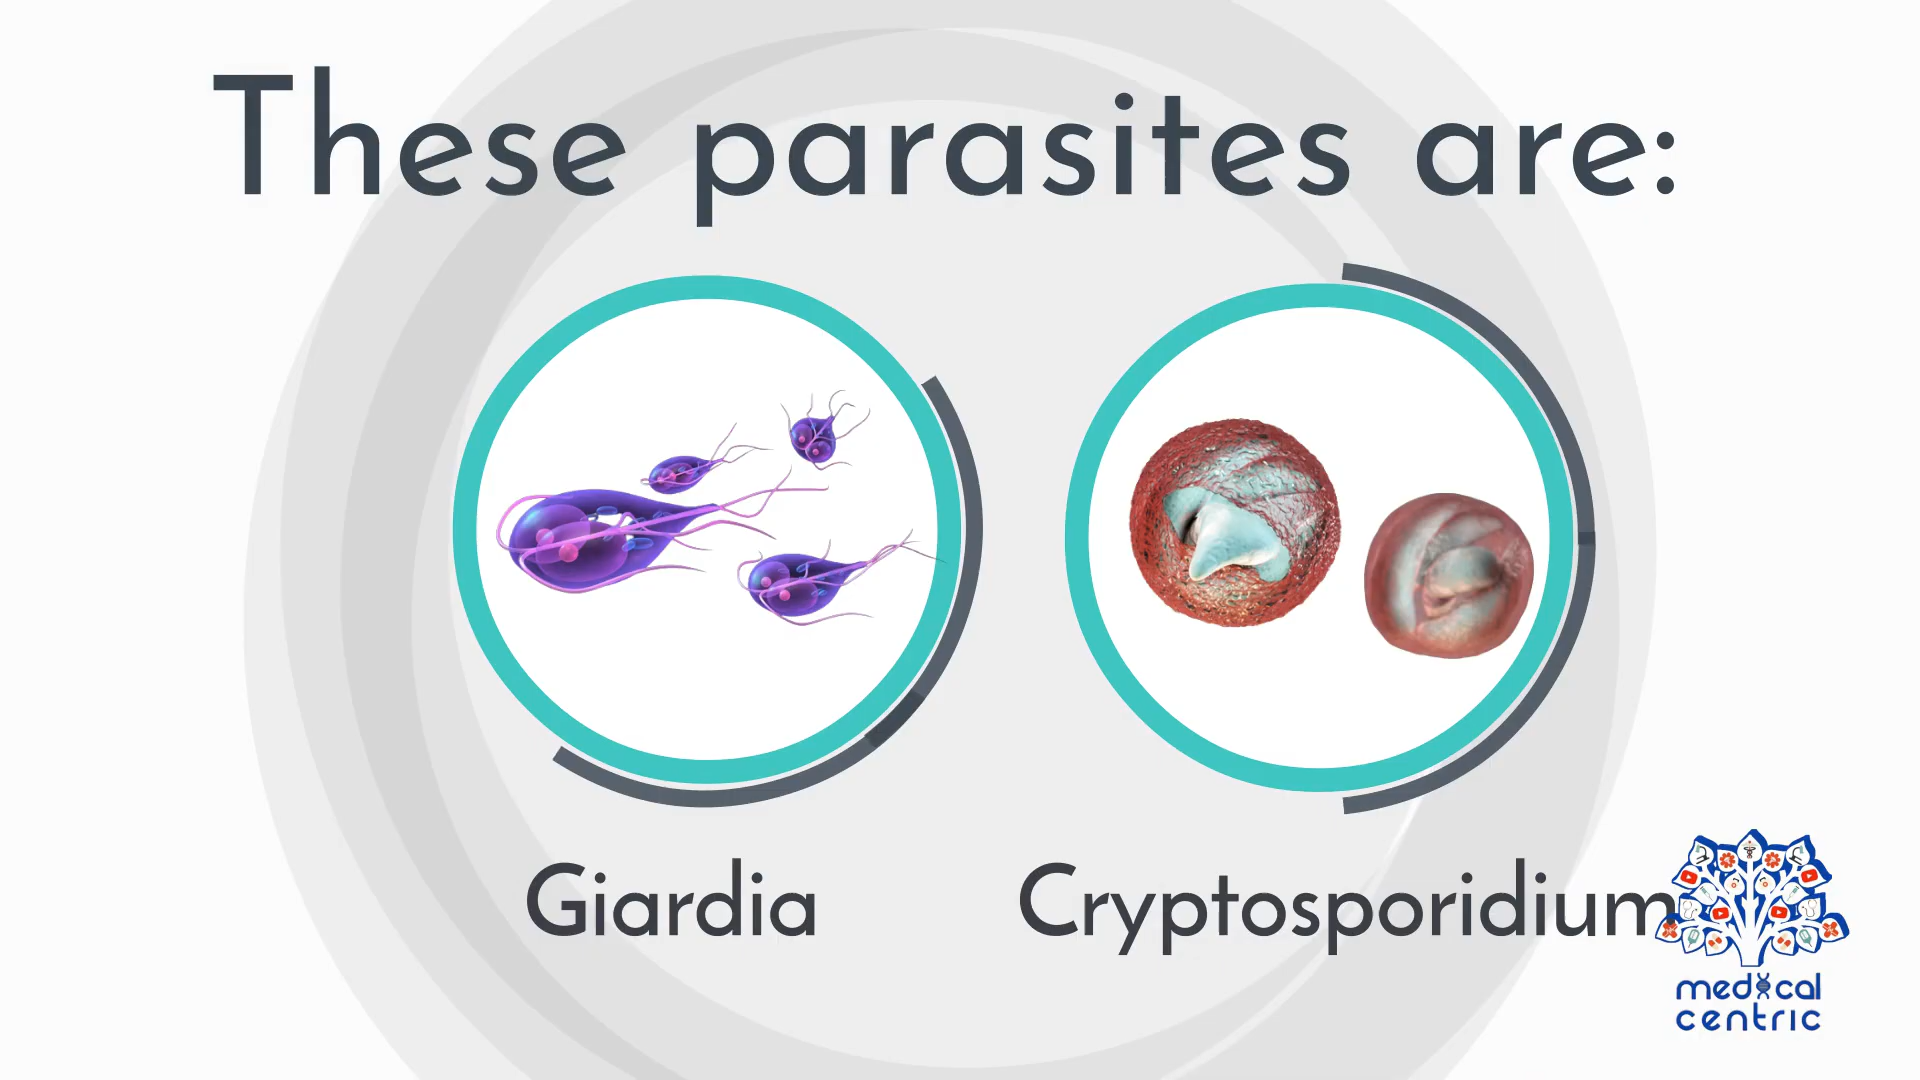 These parasites are:
Giardia
Cryptosporidium
medical
centric